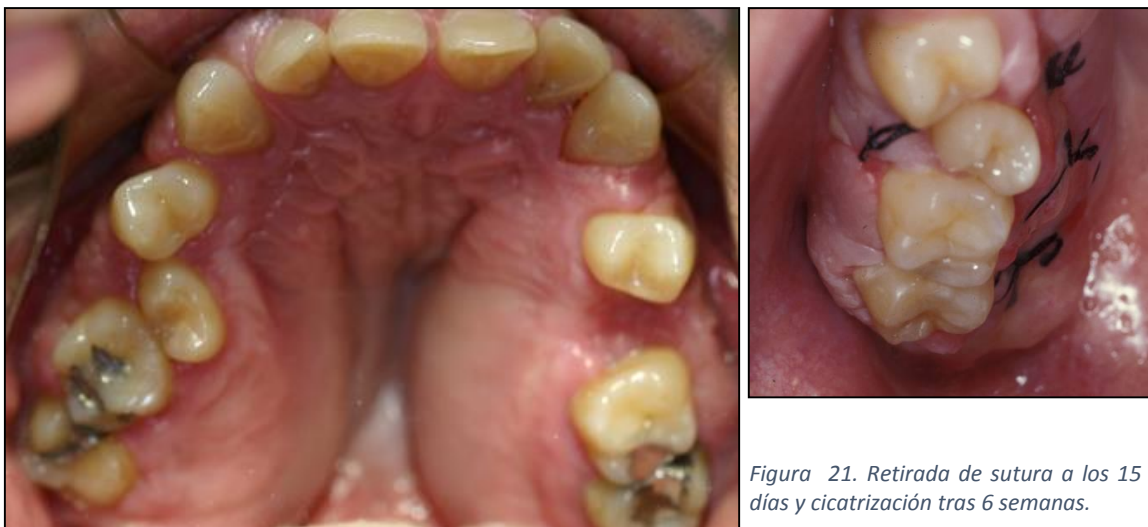 Figura 21. Retirada de sutura a los 15
días y cicatrización tras 6 semanas.